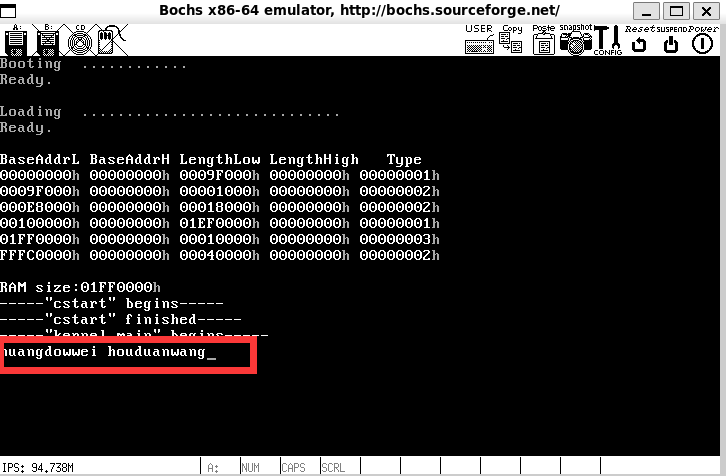 Bochs x86-64 emulator, http://bochs.sourceforge.net/
A: B: CD USER Copy Paste snapshot CONFIG Reset SUSPEND Power
Booting ............
Ready.
Loading .............................
Ready.
BaseAddrL BaseAddrH LengthLow LengthHigh Type
00000000h 00000000h 0009F000h 00000000h 00000001h
0009F000h 00000000h 00001000h 00000000h 00000002h
000E8000h 00000000h 00018000h 00000000h 00000002h
00100000h 00000000h 01EF0000h 00000000h 00000001h
01FF0000h 00000000h 00010000h 00000000h 00000003h
FFFC0000h 00000000h 00040000h 00000000h 00000002h
RAM size:01FF0000h
-----"cstart" begins-----
-----"cstart" finished-----
-----"kernel_main" begins-----
huangdowwei houduanwang_
IPS: 94.738M A: NUM CAPS SCRL